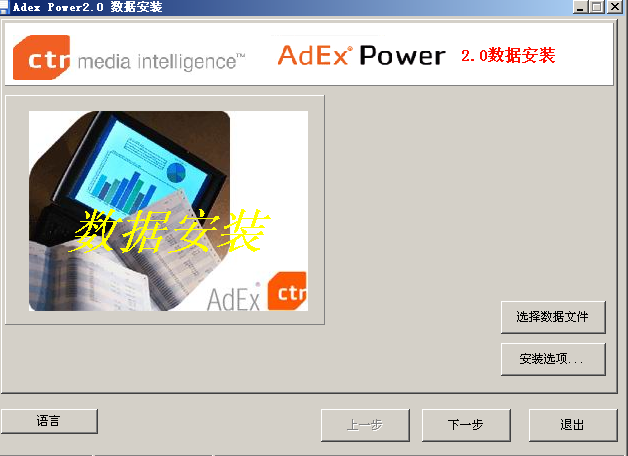 Adex Power2.0 数据安装
ctr media intelligence™
AdEx® Power 2.0数据安装
数据安装
AdEx ctr
选择数据文件
安装选项...
语言
上一步
下一步
退出